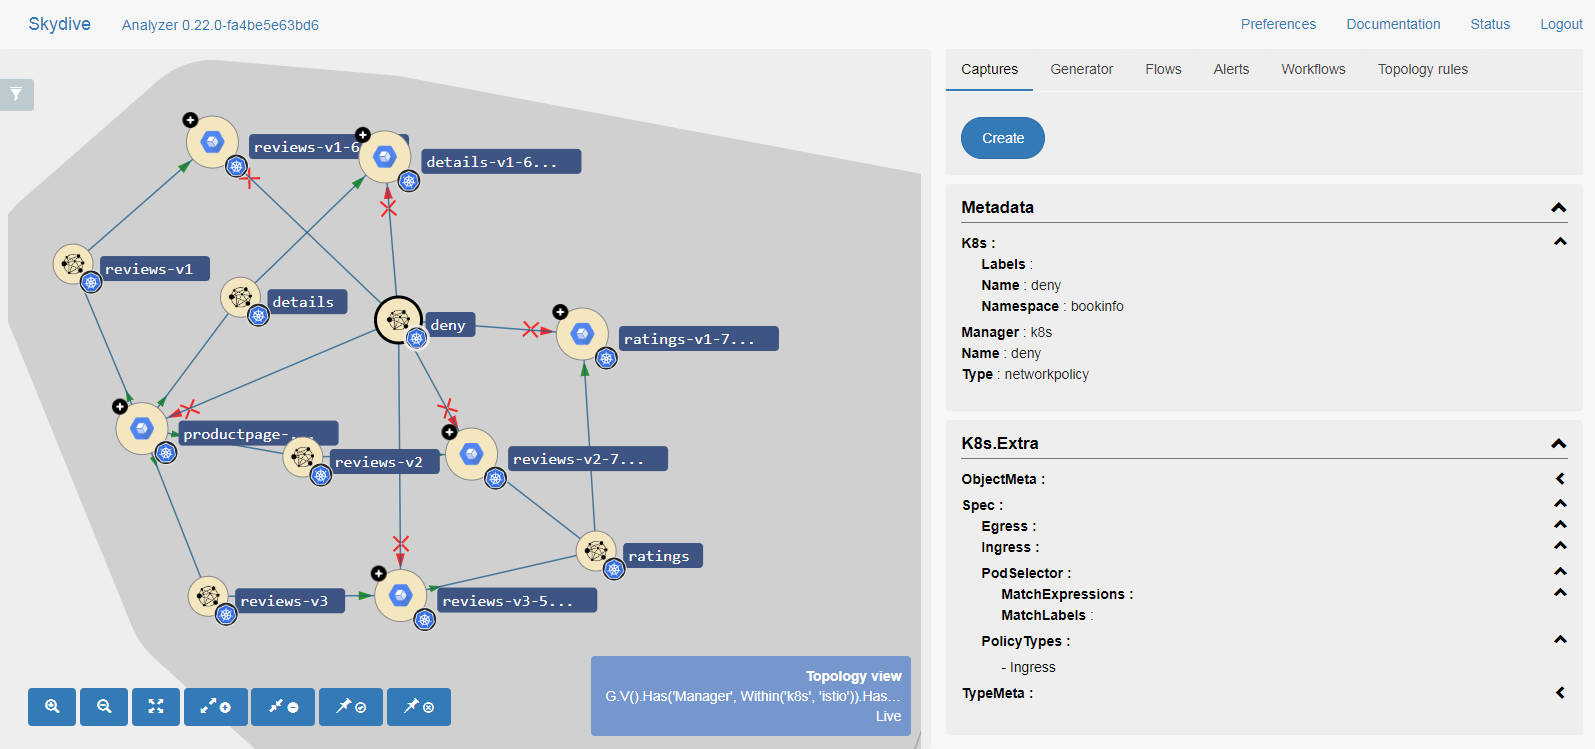 Skydive
Analyzer 0.22.0-fa4be5e63bd6
Preferences
Documentation
Status
Logout
reviews-v1-6
details-v1-6...
reviews-v1
details
deny
ratings-v1-7...
productpage-...
reviews-v2
reviews-v2-7...
ratings
reviews-v3
reviews-v3-5...
Topology view
G.V().Has('Manager', Within('k8s', 'istio')).Has...
Live
Captures
Generator
Flows
Alerts
Workflows
Topology rules
Create
Metadata
K8s :
Labels :
Name : deny
Namespace : bookinfo
Manager : k8s
Name : deny
Type : networkpolicy
K8s.Extra
ObjectMeta :
Spec :
Egress :
Ingress :
PodSelector :
MatchExpressions :
MatchLabels :
PolicyTypes :
- Ingress
TypeMeta :